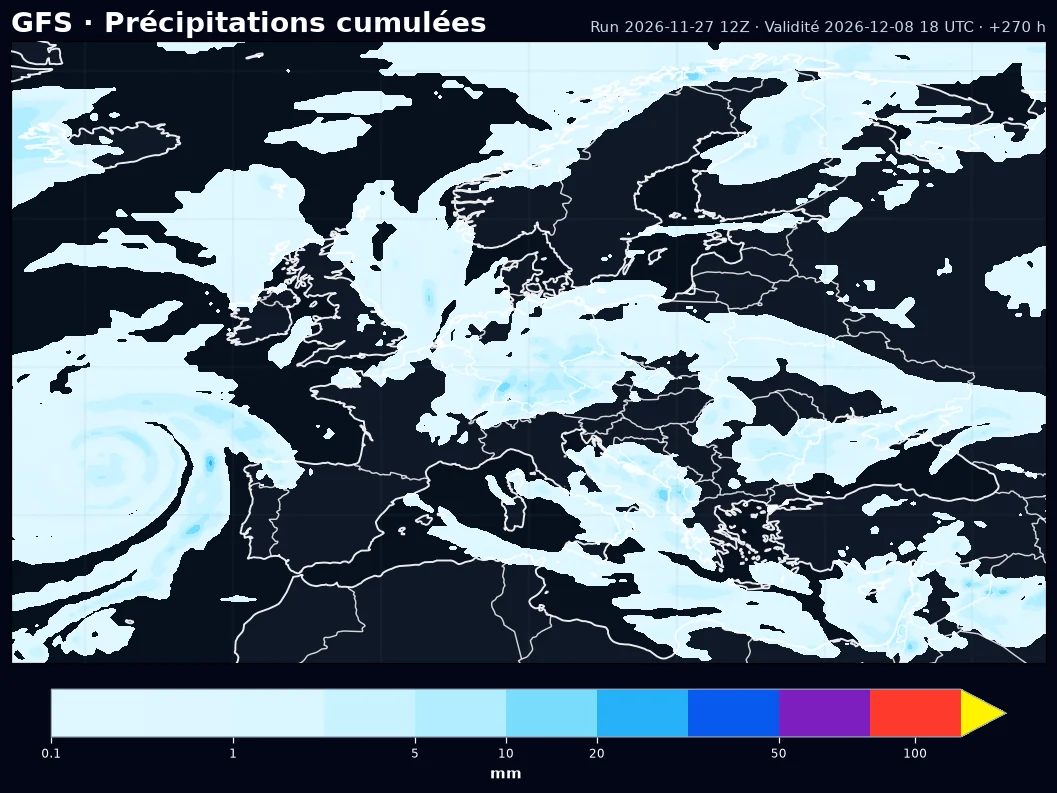 GFS · Précipitations cumulées
Run 2026-11-27 12Z · Validité 2026-12-08 18 UTC · +270 h
0.1 1 5 10 20 50 100
mm